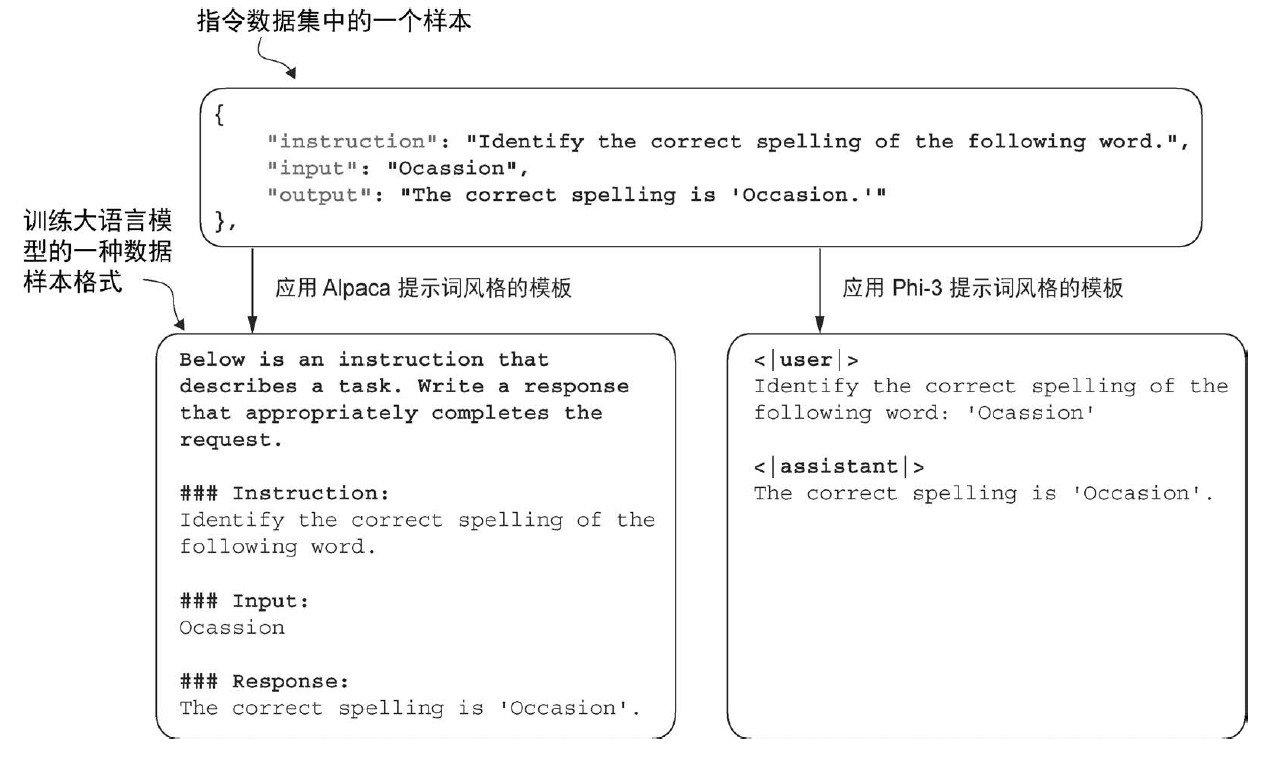 指令数据集中的一个样本
{
"instruction": "Identify the correct spelling of the following word.",
"input": "Ocassion",
"output": "The correct spelling is 'Occasion.'"
},
训练大语言模
型的一种数据
样本格式
应用 Alpaca 提示词风格的模板
应用 Phi-3 提示词风格的模板
Below is an instruction that
describes a task. Write a response
that appropriately completes the
request.
### Instruction:
Identify the correct spelling of the
following word.
### Input:
Ocassion
### Response:
The correct spelling is 'Occasion'.
<|user|>
Identify the correct spelling of the
following word: 'Ocassion'
<|assistant|>
The correct spelling is 'Occasion'.